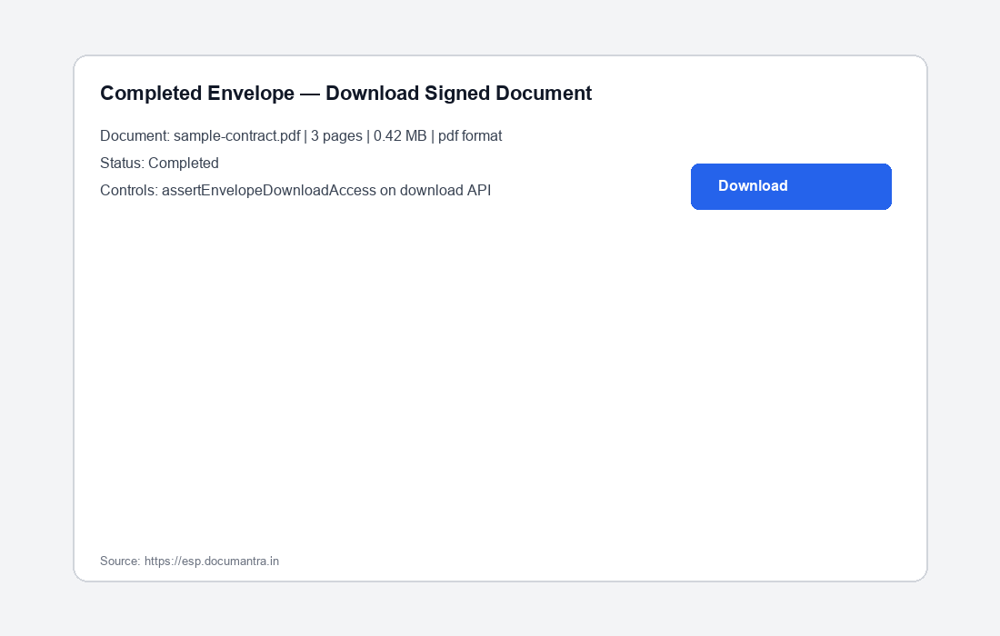 Completed Envelope — Download Signed Document
Document: sample-contract.pdf | 3 pages | 0.42 MB | pdf format
Status: Completed
Controls: assertEnvelopeDownloadAccess on download API
Download
Source: https://esp.documantra.in